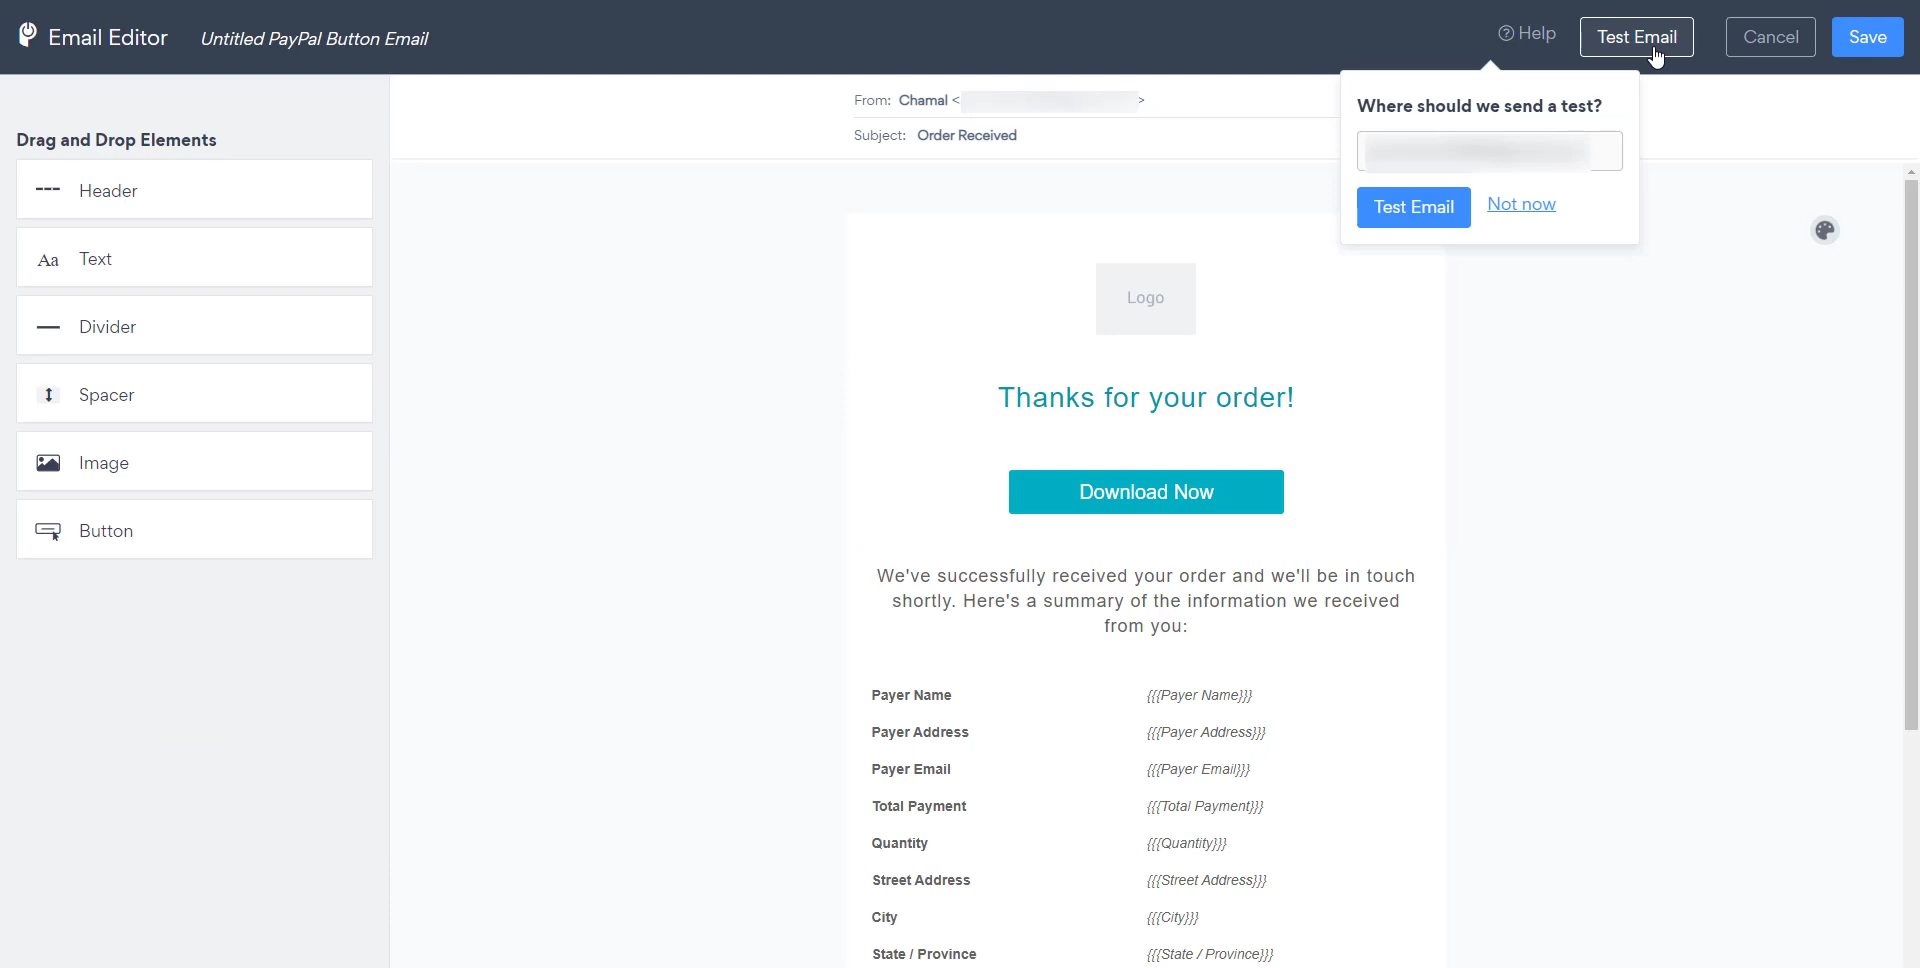 Email Editor
Untitled PayPal Button Email
Help
Test Email
Cancel
Save
From: Chamal < >
Subject: Order Received
Where should we send a test?
Test Email
Not now
Drag and Drop Elements
Header
Aa Text
Divider
Spacer
Image
Button
Logo
Thanks for your order!
Download Now
We've successfully received your order and we'll be in touch
shortly. Here's a summary of the information we received
from you:
Payer Name {{{Payer Name}}}
Payer Address {{{Payer Address}}}
Payer Email {{{Payer Email}}}
Total Payment {{{Total Payment}}}
Quantity {{{Quantity}}}
Street Address {{{Street Address}}}
City {{{City}}}
State / Province {{{State / Province}}}